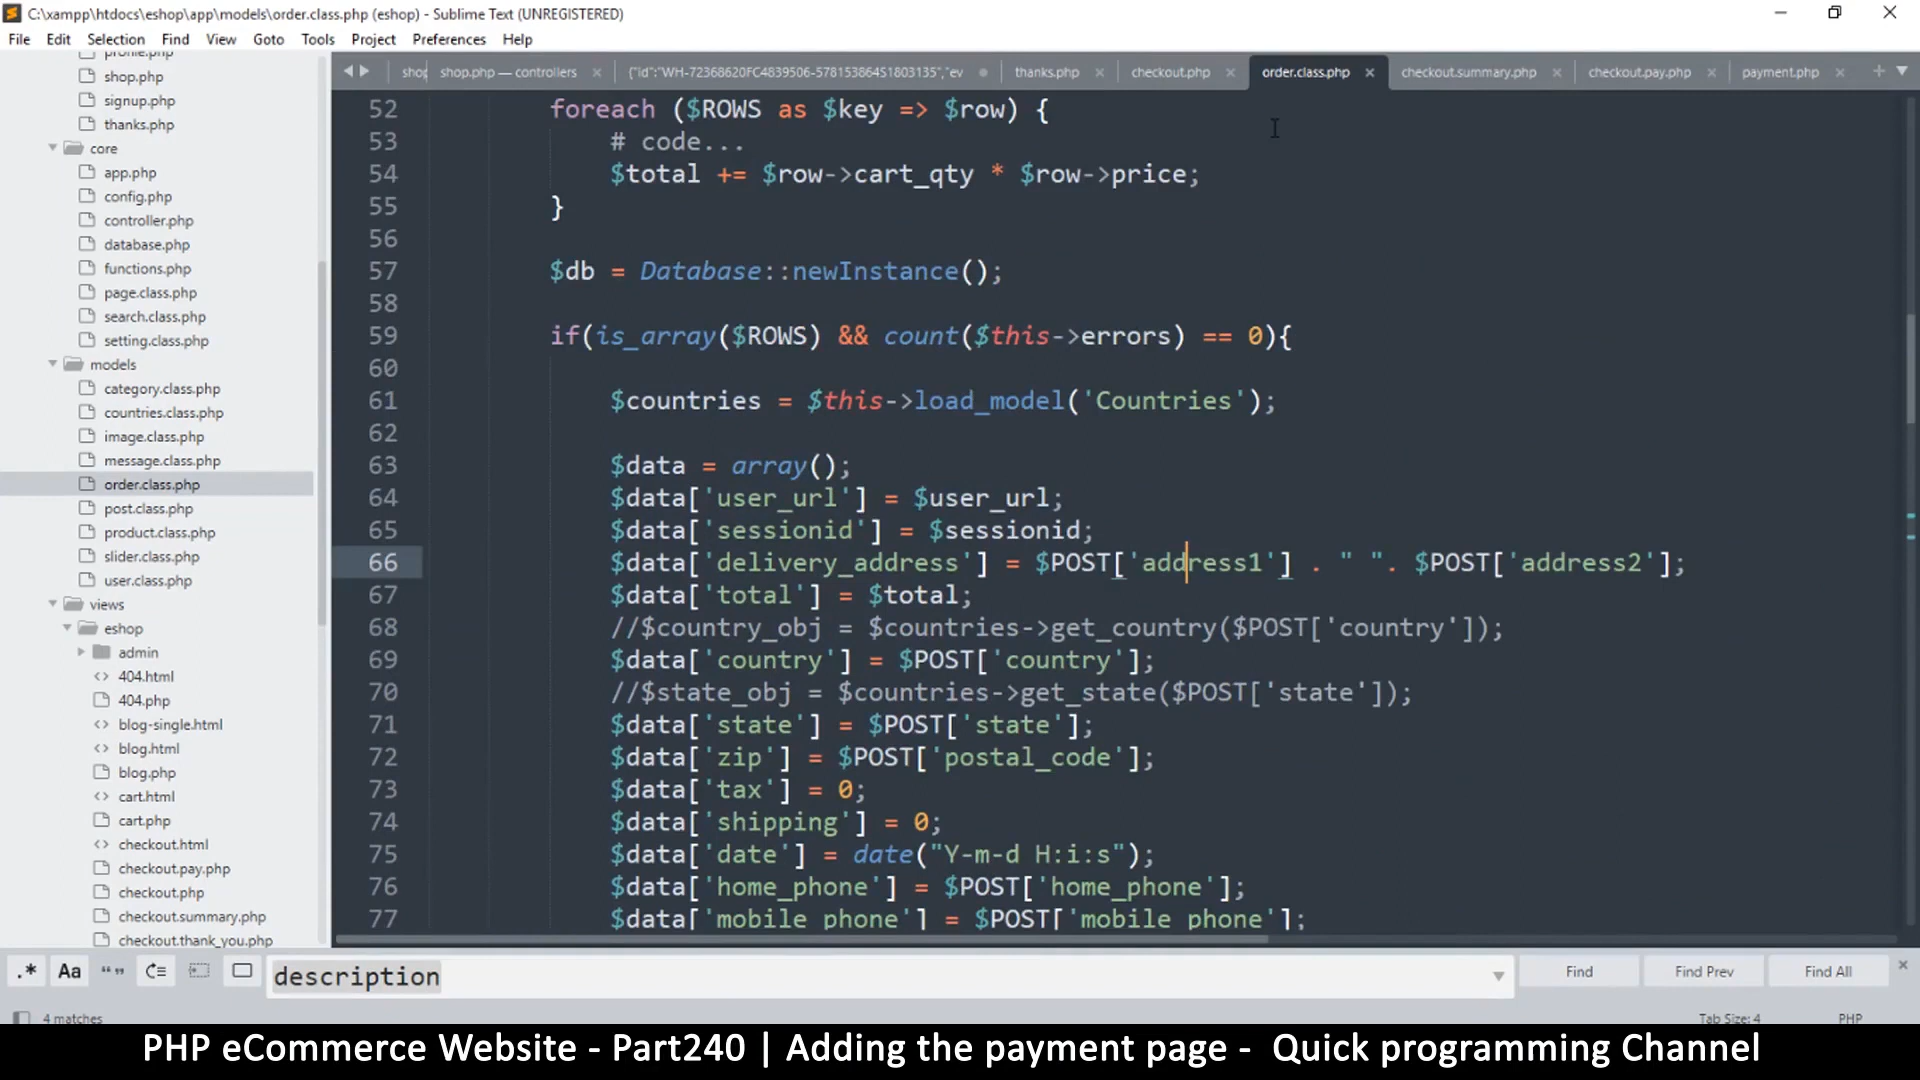 C:\xampp\htdocs\eshop\app\models\order.class.php (eshop) - Sublime Text (UNREGISTERED)
File Edit Selection Find View Goto Tools Project Preferences Help
profile.php
shop.php
signup.php
thanks.php
core
app.php
config.php
controller.php
database.php
functions.php
page.class.php
search.class.php
setting.class.php
models
category.class.php
countries.class.php
image.class.php
message.class.php
order.class.php
post.class.php
product.class.php
slider.class.php
user.class.php
views
eshop
admin
404.html
404.php
blog-single.html
blog.html
blog.php
cart.html
cart.php
checkout.html
checkout.pay.php
checkout.php
checkout.summary.php
checkout.thank_you.php
shop shop.php — controllers {"id":"WH-72368620FC4839506-578153864S1803135","ev thanks.php checkout.php order.class.php checkout.summary.php checkout.pay.php payment.php
52 foreach ($ROWS as $key => $row) {
53 # code...
54 $total += $row->cart_qty * $row->price;
55 }
56
57 $db = Database::newInstance();
58
59 if(is_array($ROWS) && count($this->errors) == 0){
60
61 $countries = $this->load_model('Countries');
62
63 $data = array();
64 $data['user_url'] = $user_url;
65 $data['sessionid'] = $sessionid;
66 $data['delivery_address'] = $POST['address1'] . " ". $POST['address2'];
67 $data['total'] = $total;
68 //$country_obj = $countries->get_country($POST['country']);
69 $data['country'] = $POST['country'];
70 //$state_obj = $countries->get_state($POST['state']);
71 $data['state'] = $POST['state'];
72 $data['zip'] = $POST['postal_code'];
73 $data['tax'] = 0;
74 $data['shipping'] = 0;
75 $data['date'] = date("Y-m-d H:i:s");
76 $data['home_phone'] = $POST['home_phone'];
77 $data['mobile_phone'] = $POST['mobile_phone'];
.* Aa “” description Find Find Prev Find All
4 matches Tab Size: 4 PHP
PHP eCommerce Website - Part240 | Adding the payment page - Quick programming Channel